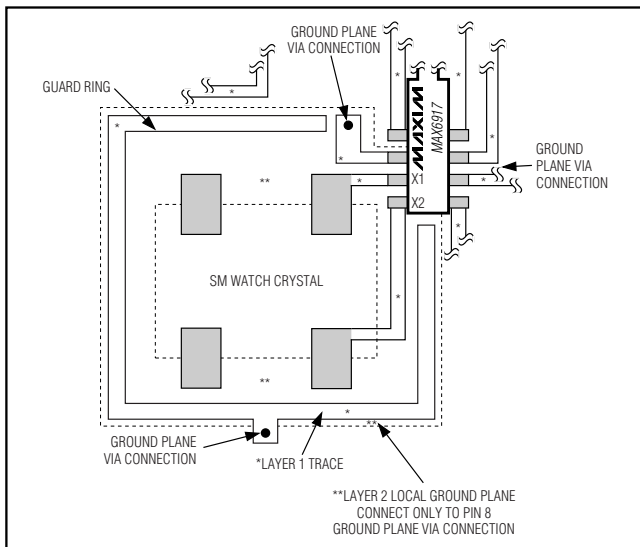 GROUND PLANE
VIA CONNECTION
GUARD RING
*
*
*
*
*
*
*
MAXIM
MAX6917
*
X1
*
*
X2
*
GROUND
PLANE VIA
CONNECTION
**
SM WATCH CRYSTAL
*
**
*
**
GROUND PLANE
VIA CONNECTION
*LAYER 1 TRACE
**LAYER 2 LOCAL GROUND PLANE
CONNECT ONLY TO PIN 8
GROUND PLANE VIA CONNECTION